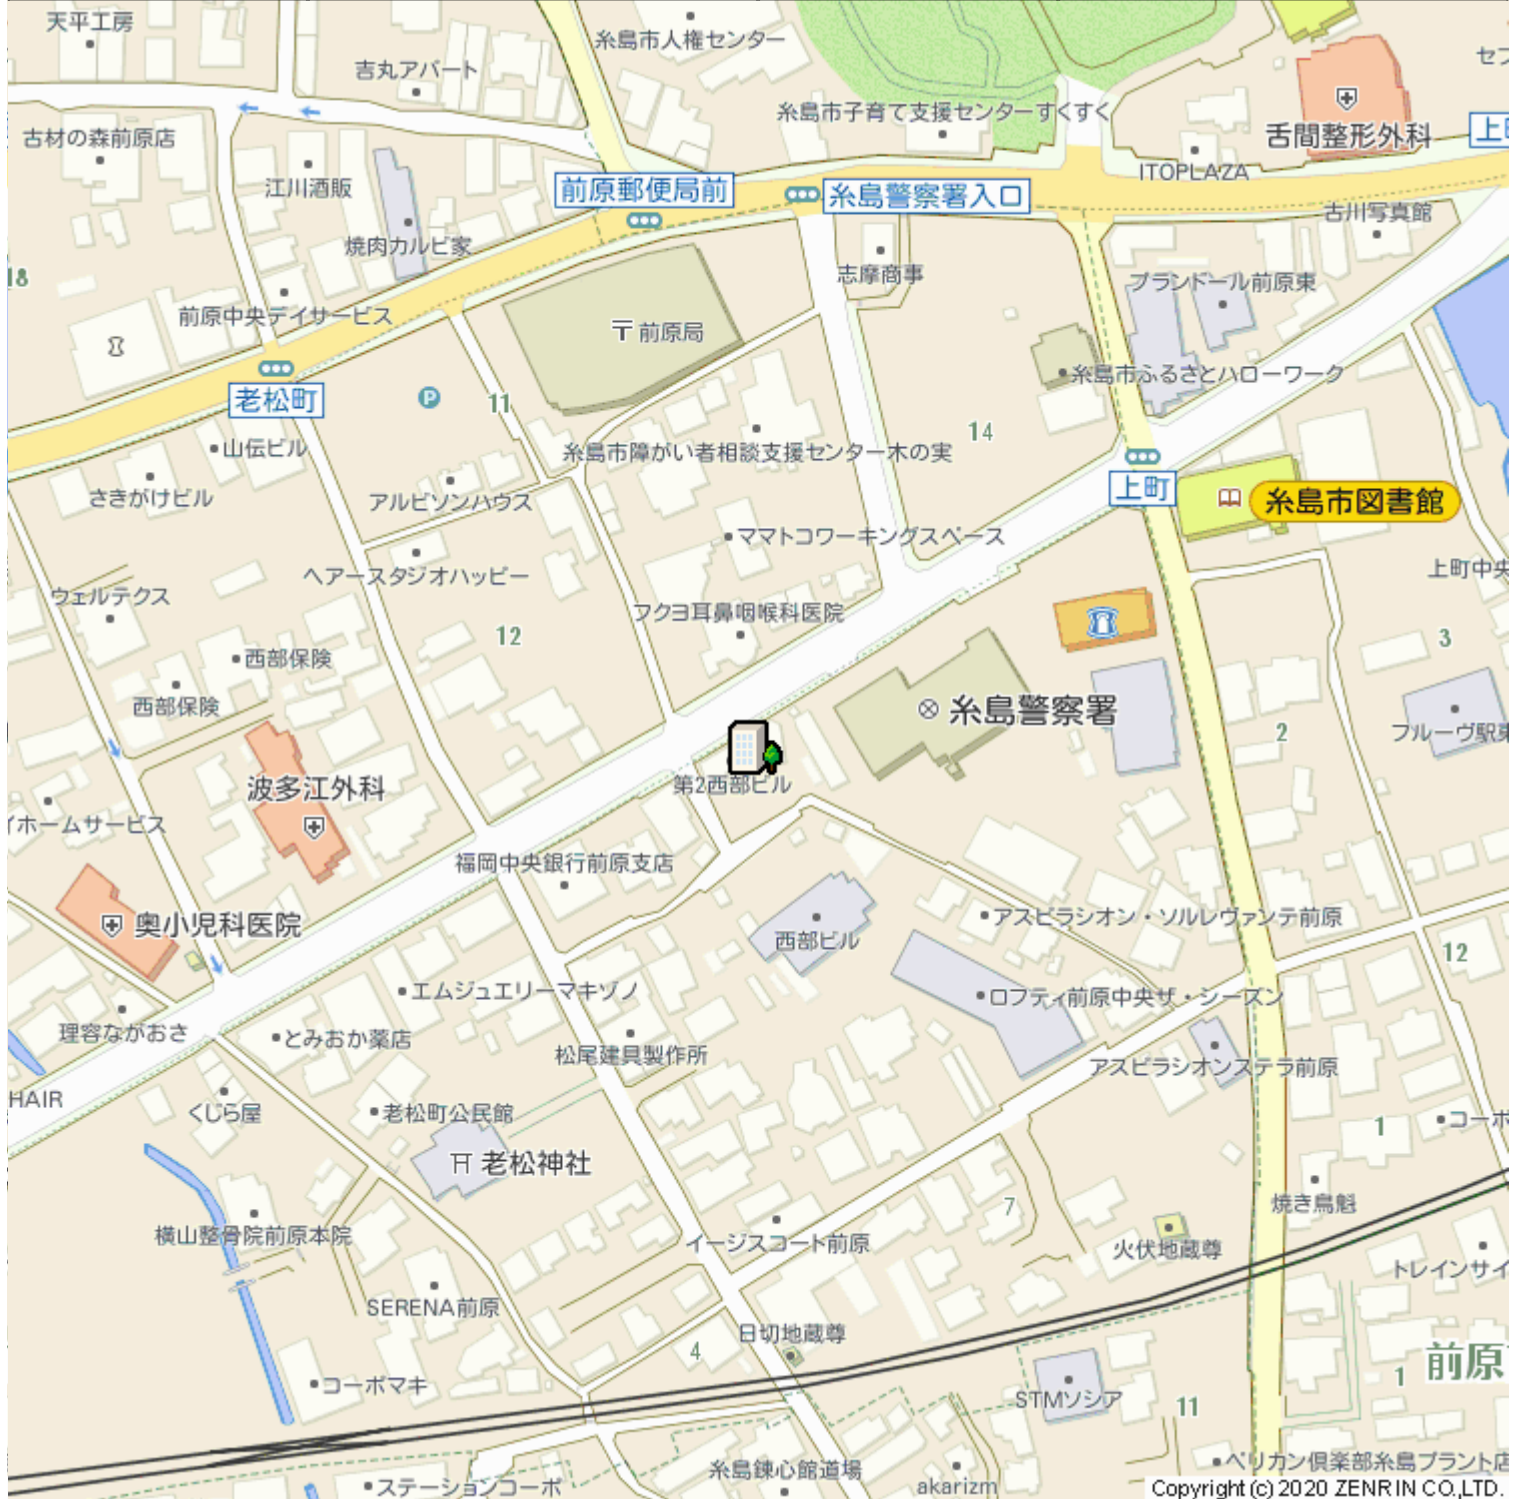 天平工房
糸島市人権センター
セブ
吉丸アパート
糸島市子育て支援センターすくすく
古材の森前原店
舌間整形外科
上町
江川酒販
前原郵便局前
糸島警察署入口
ITOPLAZA
古川写真館
焼肉カルビ家
志摩商事
18
ブランドール前原東
前原中央デイサービス
〒前原局
糸島市ふるさとハローワーク
老松町
P
11
山伝ビル
糸島市障がい者相談支援センター木の実
14
さきがけビル
アルビソンハウス
上町
糸島市図書館
ママトコワーキングスペース
ヘアースタジオハッピー
上町中央
ウェルテクス
フクヨ耳鼻咽喉科医院
12
3
西部保険
西部保険
糸島警察署
2
フルーヴ駅東
波多江外科
第2西部ビル
イホームサービス
福岡中央銀行前原支店
奥小児科医院
西部ビル
アスピラシオン・ソルレヴァンテ前原
12
エムジュエリーマキゾノ
ロフティ前原中央ザ・シーズン
理容ながおさ
とみおか薬店
松尾建具製作所
アスピラシオンステラ前原
HAIR
くじら屋
老松町公民館
1
コーポ
老松神社
7
焼き鳥魁
横山整骨院前原本院
イージスコート前原
火伏地蔵尊
トレインサイ
SERENA前原
日切地蔵尊
4
前原
コーポマキ
STMソシア
1
11
糸島錬心館道場
ペリカン倶楽部糸島プラント店
ステーションコーポ
akarizm
Copyright (c) 2020 ZENRIN CO.,LTD.